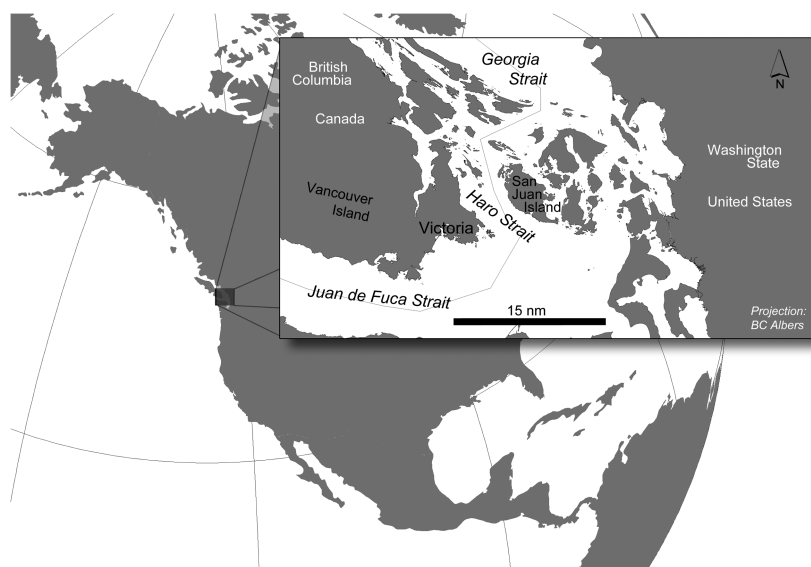 British
Columbia
Canada
Georgia
Strait
N
Washington
State
United States
Vancouver
Island
Victoria
San
Juan
Island
Haro Strait
Juan de Fuca Strait
15 nm
Projection:
BC Albers